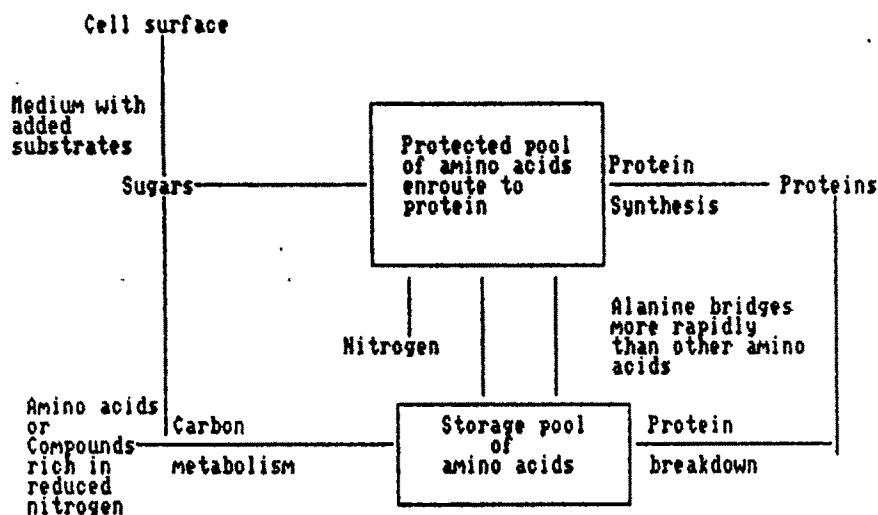 Cell surface
Medium with
added
substrates
Sugars
Protected pool
of amino acids
enroute to
protein
Protein
Synthesis
Proteins
Nitrogen
Alanine bridges
more rapidly
than other amino
acids
Amino acids
or
Compounds
rich in
reduced
nitrogen
Carbon
metabolism
Storage pool
of
amino acids
Protein
breakdown